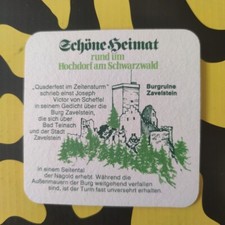 Schöne Heimat
rund um
Hochdorf am Schwarzwald
Burgruine
Zavelstein
„Quaderfest im Zeitensturm"
schrieb einst Joseph
Victor von Scheffel
in seinem Gedicht über die
Burg Zavelstein,
die sich über
Bad Teinach
und der Stadt
Zavelstein
in einem Seitental
der Nagold erhebt. Während die
Außenmauern der Burg weitgehend verfallen
sind, ist der Turm fast unversehrt erhalten.